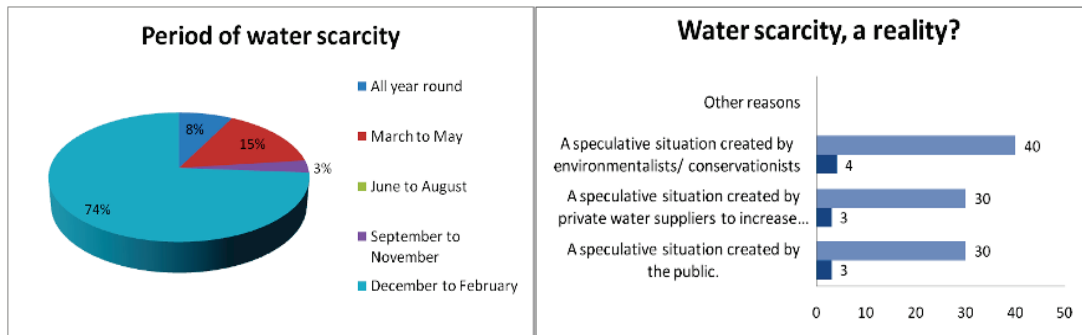 Period of water scarcity
8%
15%
3%
74%
All year round
March to May
June to August
September to
November
December to February
Water scarcity, a reality?
Other reasons
A speculative situation created by
environmentalists/ conservationists
40
4
A speculative situation created by
private water suppliers to increase...
30
3
A speculative situation created by
the public.
30
3
0 10 20 30 40 50